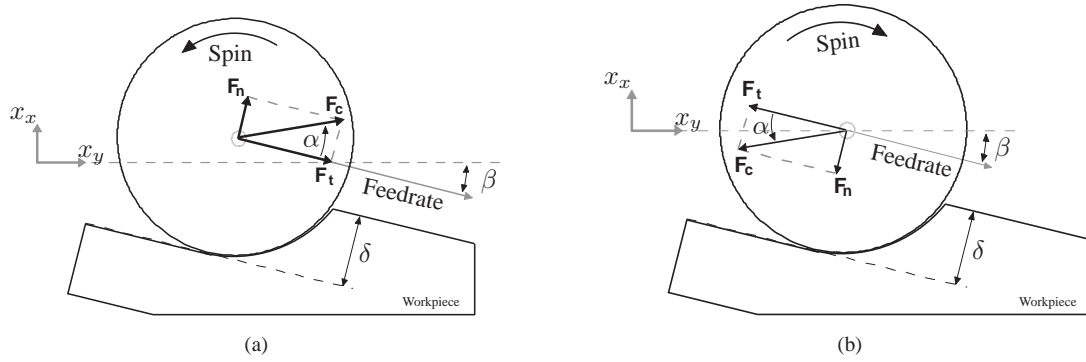 Spin
F_n
F_c
x_x
α
x_y
F_t
β
Feedrate
δ
Workpiece
(a)
Spin
x_x
F_t
α
x_y
β
F_c
Feedrate
F_n
δ
Workpiece
(b)